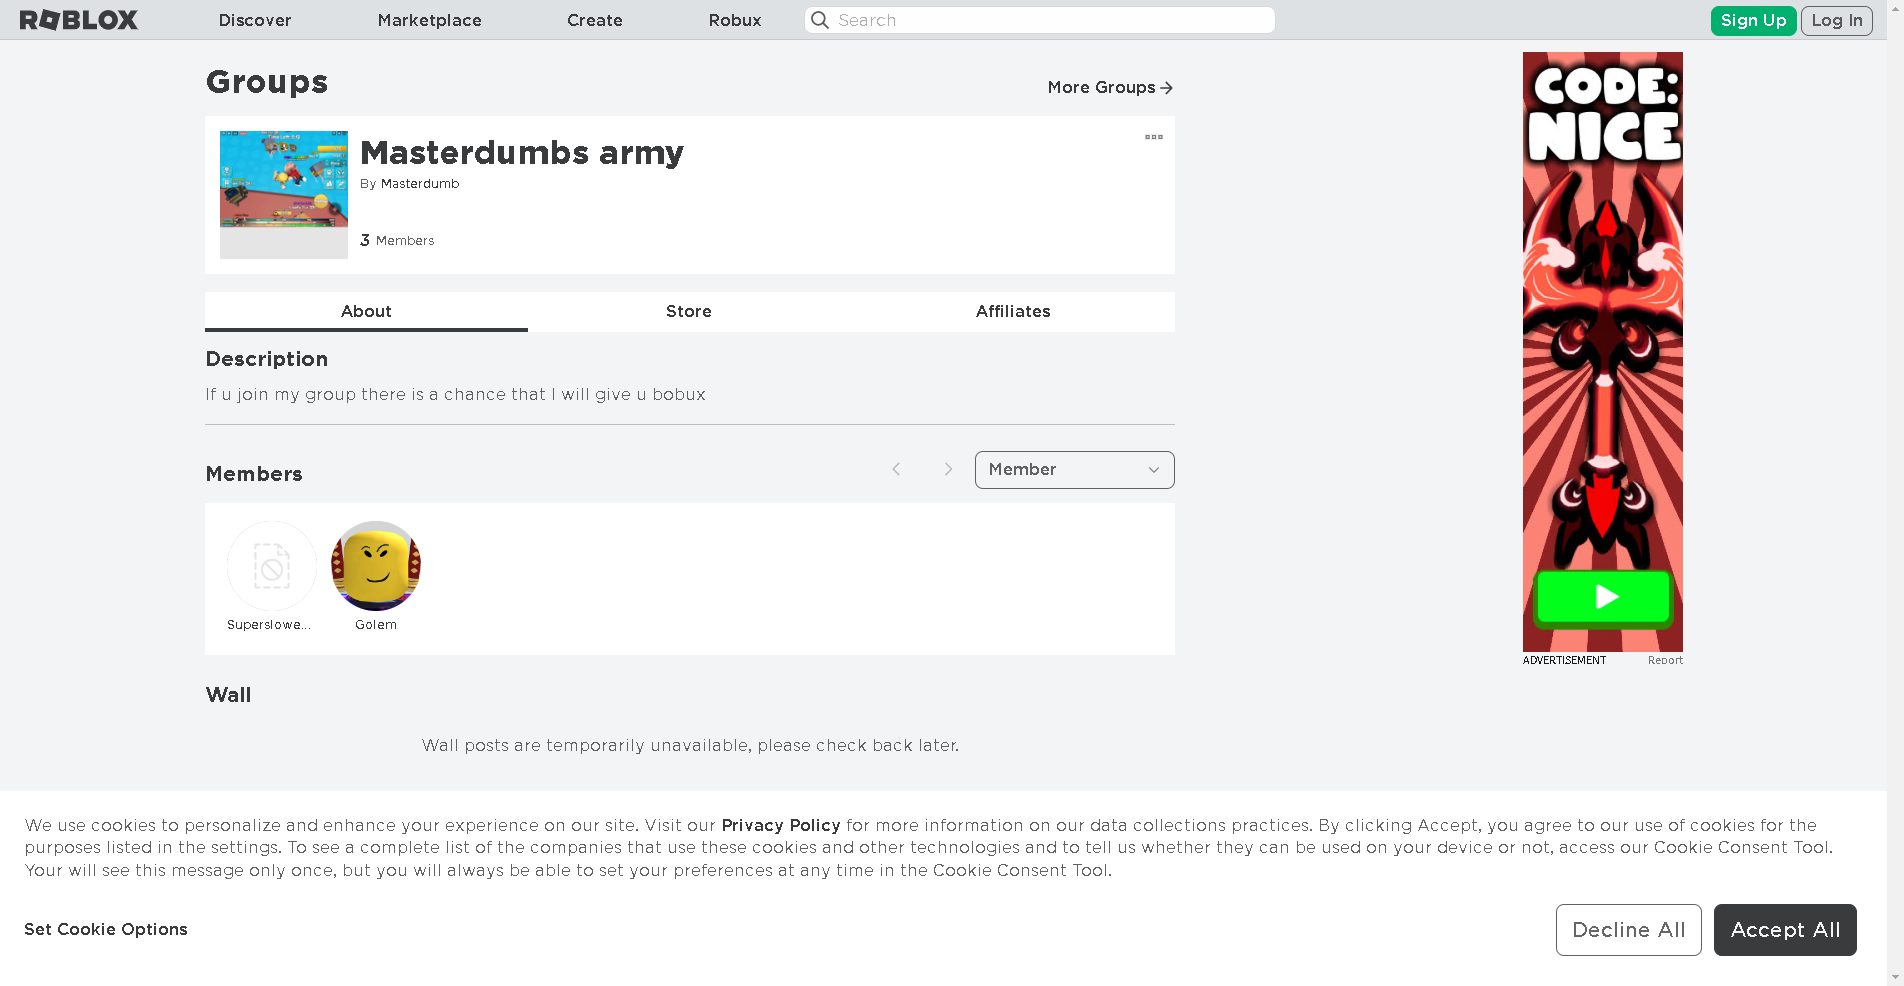 ROBLOX Discover Marketplace Create Robux Search Sign Up Log In
Groups
More Groups
Masterdumbs army
By Masterdumb
3 Members
About Store Affiliates
Description
If u join my group there is a chance that I will give u bobux
Members
Member
Superslowe... Golem
Wall
Wall posts are temporarily unavailable, please check back later.
CODE:
NICE
ADVERTISEMENT Report
We use cookies to personalize and enhance your experience on our site. Visit our Privacy Policy for more information on our data collections practices. By clicking Accept, you agree to our use of cookies for the
purposes listed in the settings. To see a complete list of the companies that use these cookies and other technologies and to tell us whether they can be used on your device or not, access our Cookie Consent Tool.
Your will see this message only once, but you will always be able to set your preferences at any time in the Cookie Consent Tool.
Set Cookie Options
Decline All Accept All